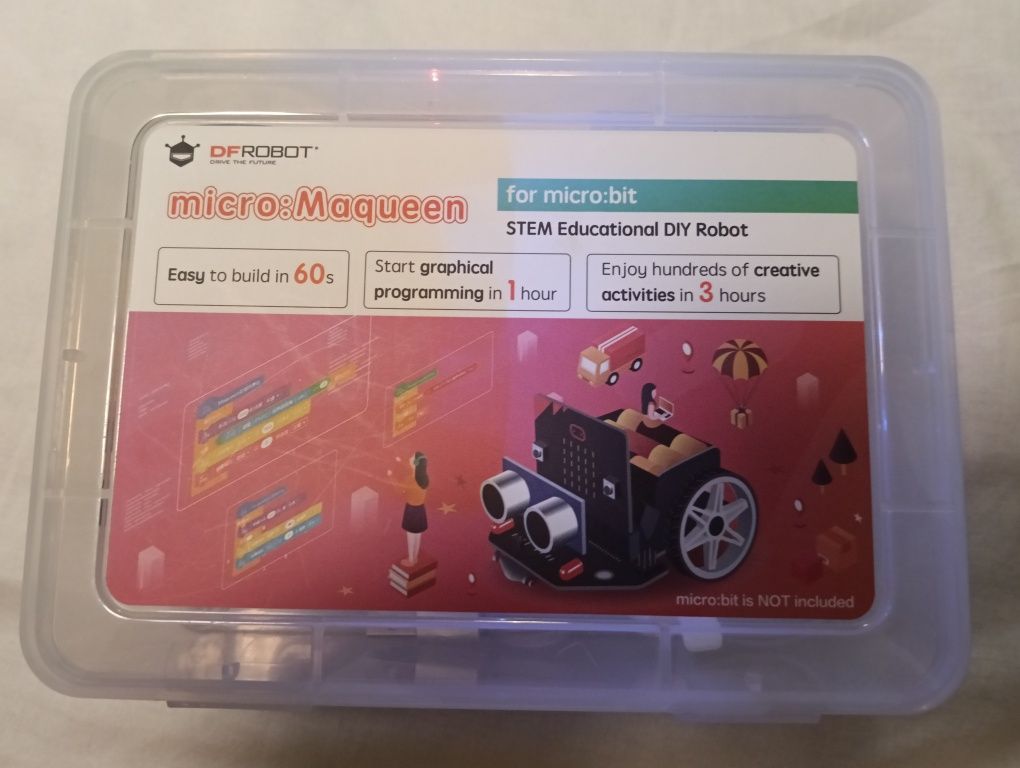 DFROBOT
DRIVE THE FUTURE
micro:Maqueen
for micro:bit
STEM Educational DIY Robot
Easy to build in 60s
Start graphical
programming in 1 hour
Enjoy hundreds of creative
activities in 3 hours
micro:bit is NOT included